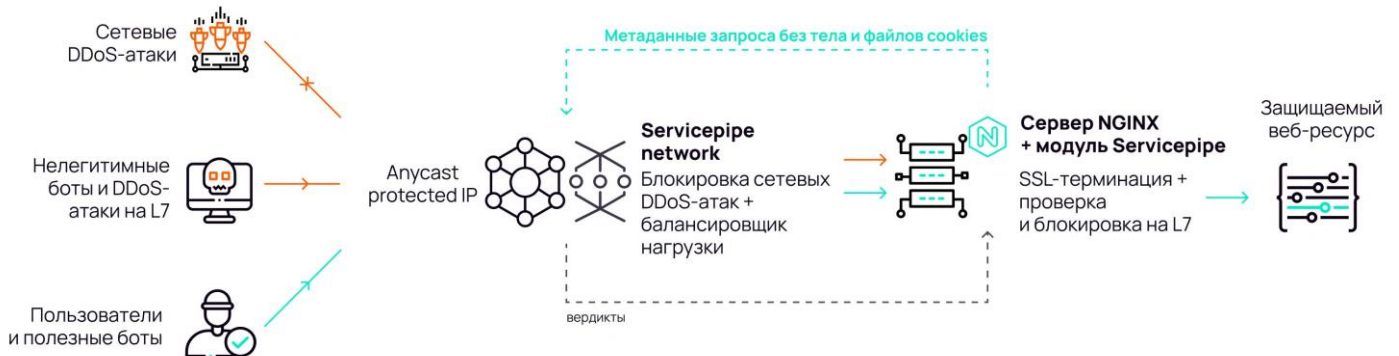 Сетевые
DDoS-атаки
Нелегитимные
боты и DDoS-
атаки на L7
Пользователи
и полезные боты
Anycast
protected IP
Метаданные запроса без тела и файлов cookies
Servicepipe
network
Блокировка сетевых
DDoS-атак +
балансировщик
нагрузки
вердикты
Сервер NGINX
+ модуль Servicepipe
SSL-терминация +
проверка
и блокировка на L7
Защищаемый
веб-ресурс